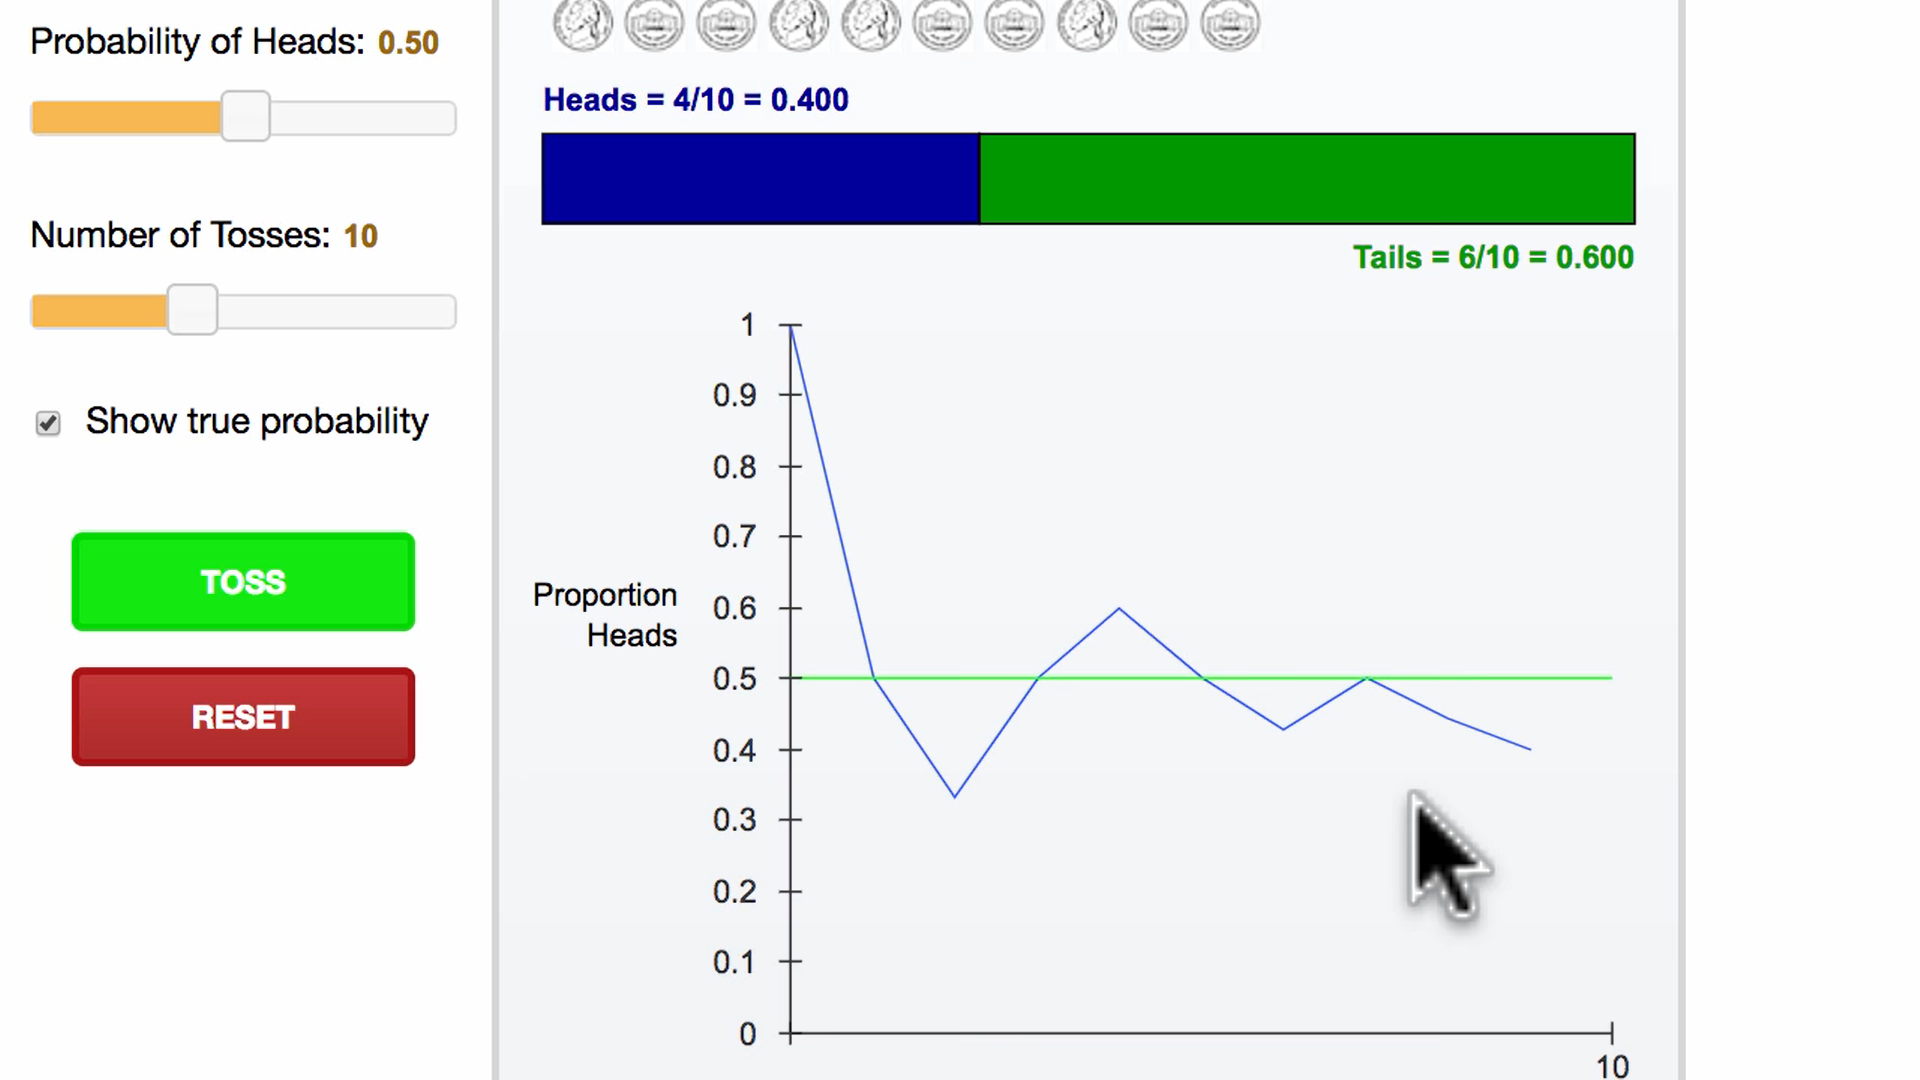 Probability of Heads: 0.50
Number of Tosses: 10
Show true probability
TOSS
RESET
Heads = 4/10 = 0.400
Tails = 6/10 = 0.600
Proportion
Heads
1
0.9
0.8
0.7
0.6
0.5
0.4
0.3
0.2
0.1
0
10